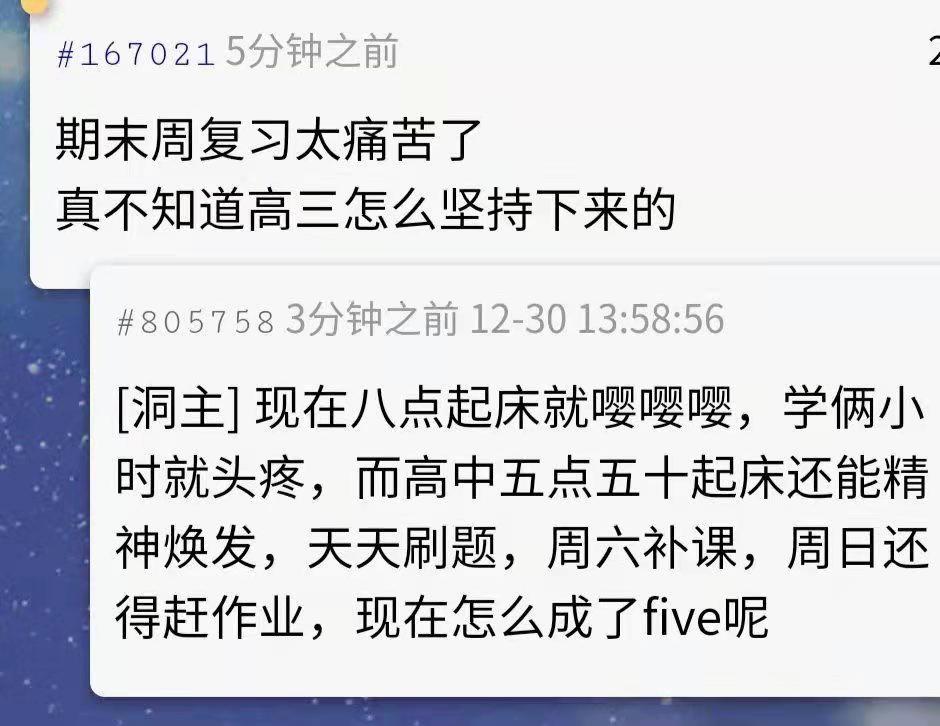 #167021 5分钟之前
期末周复习太痛苦了
真不知道高三怎么坚持下来的
#805758 3分钟之前 12-30 13:58:56
[洞主] 现在八点起床就嘤嘤嘤，学俩小
时就头疼，而高中五点五十起床还能精
神焕发，天天刷题，周六补课，周日还
得赶作业，现在怎么成了five呢